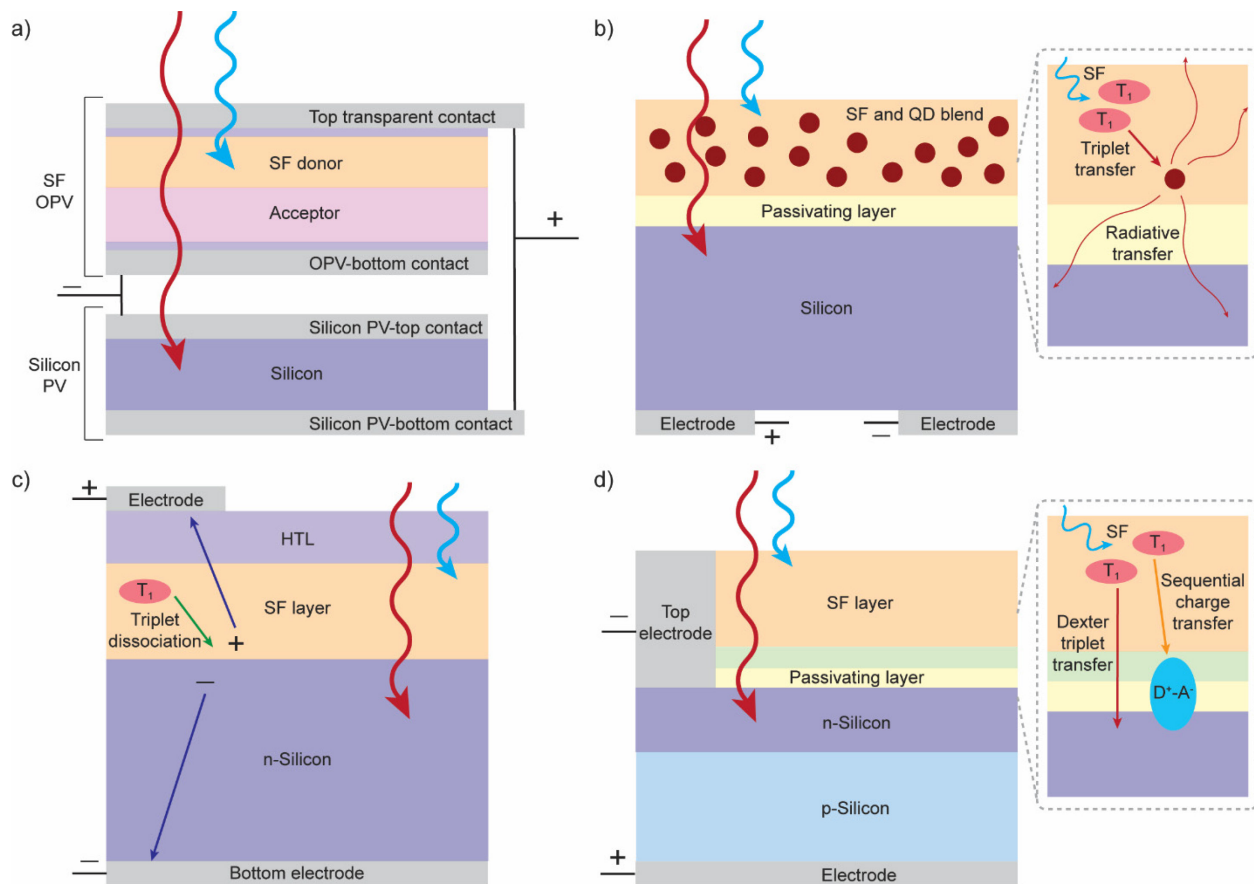 a)
SF
OPV
Top transparent contact
SF donor
Acceptor
OPV-bottom contact
+
−
Silicon
PV
Silicon PV-top contact
Silicon
Silicon PV-bottom contact
b)
SF and QD blend
Passivating layer
Silicon
Electrode
+
−
Electrode
SF
T₁
T₁
Triplet
transfer
Radiative
transfer
c)
+
Electrode
HTL
T₁
SF layer
Triplet
dissociation
+
−
n-Silicon
−
Bottom electrode
d)
−
Top
electrode
SF layer
Passivating layer
n-Silicon
p-Silicon
+
Electrode
SF
T₁
T₁
Sequential
charge
transfer
Dexter
triplet
transfer
D⁺-A⁻